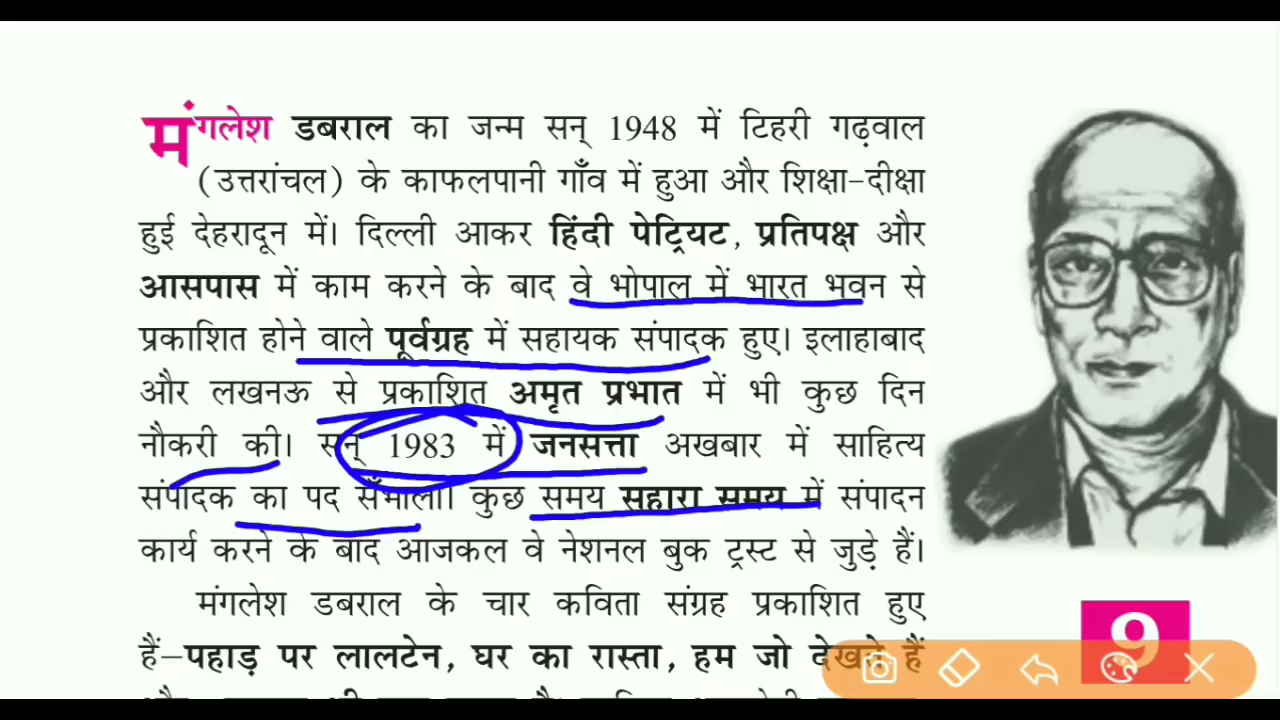 मंगलेश डबराल का जन्म सन् 1948 में टिहरी गढ़वाल
(उत्तरांचल) के काफलपानी गाँव में हुआ और शिक्षा-दीक्षा
हुई देहरादून में। दिल्ली आकर हिंदी पेट्रियट, प्रतिपक्ष और
आसपास में काम करने के बाद वे भोपाल में भारत भवन से
प्रकाशित होने वाले पूर्वग्रह में सहायक संपादक हुए। इलाहाबाद
और लखनऊ से प्रकाशित अमृत प्रभात में भी कुछ दिन
नौकरी की। सन् 1983 में जनसत्ता अखबार में साहित्य
संपादक का पद सँभाला। कुछ समय सहारा समय में संपादन
कार्य करने के बाद आजकल वे नेशनल बुक ट्रस्ट से जुड़े हैं।
मंगलेश डबराल के चार कविता संग्रह प्रकाशित हुए
हैं–पहाड़ पर लालटेन, घर का रास्ता, हम जो देखते हैं
9